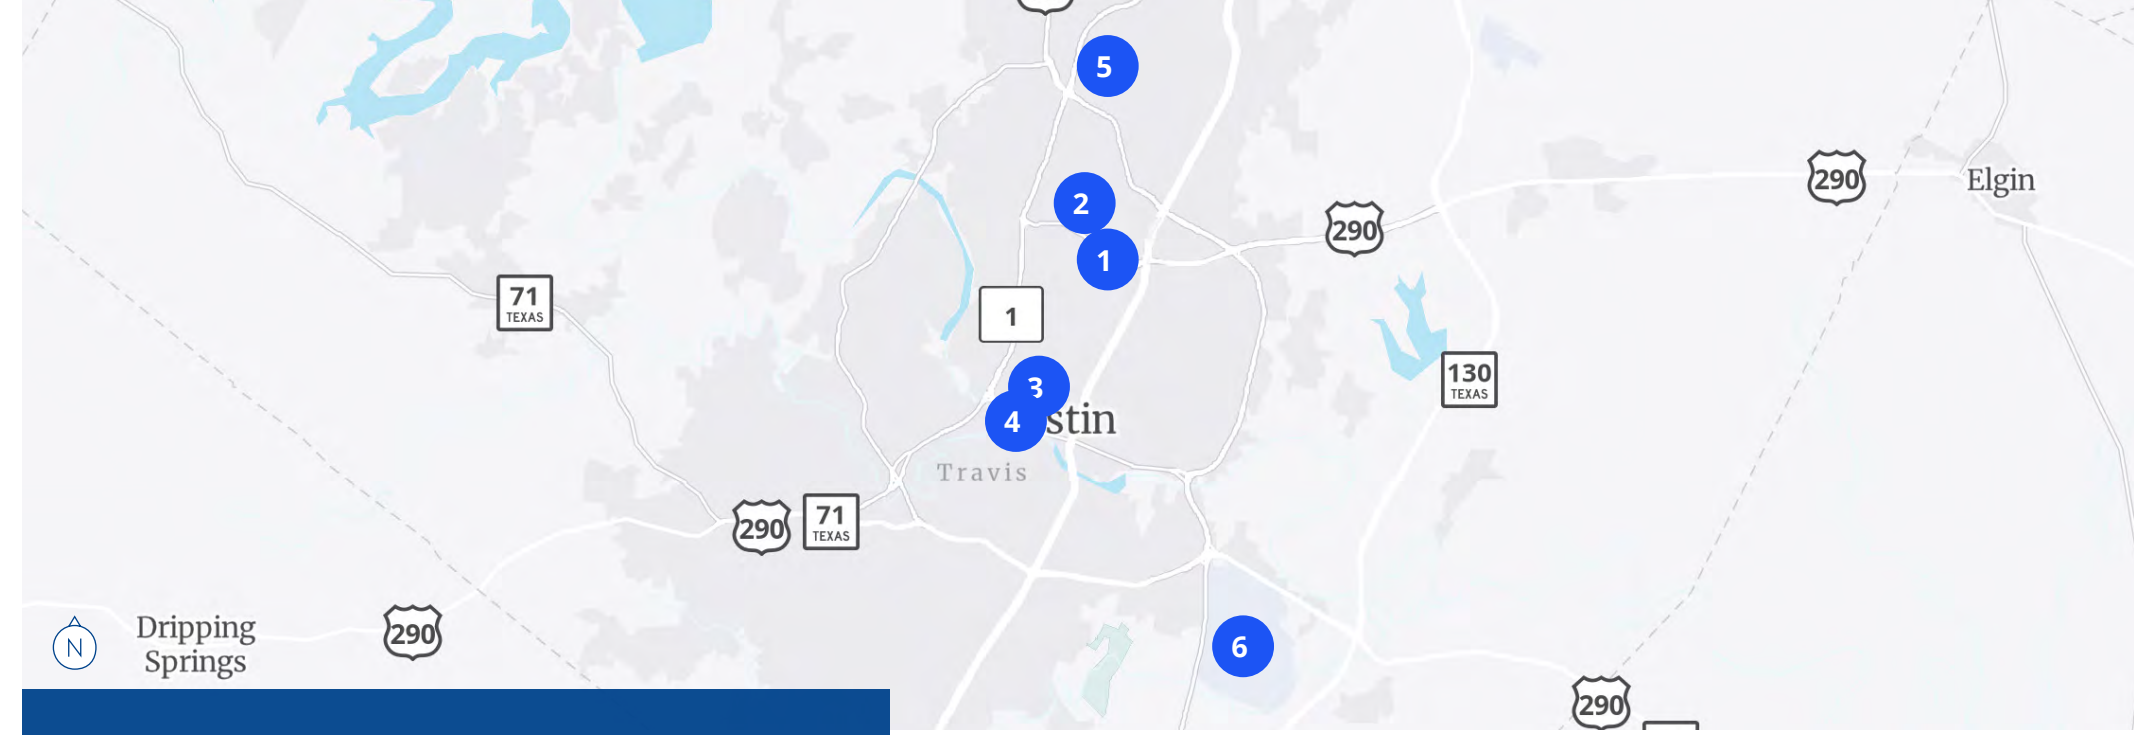 5
290
Elgin
2
290
1
71
TEXAS
1
130
TEXAS
3
4
stin
Travis
290
71
TEXAS
6
N
Dripping
Springs
290
290